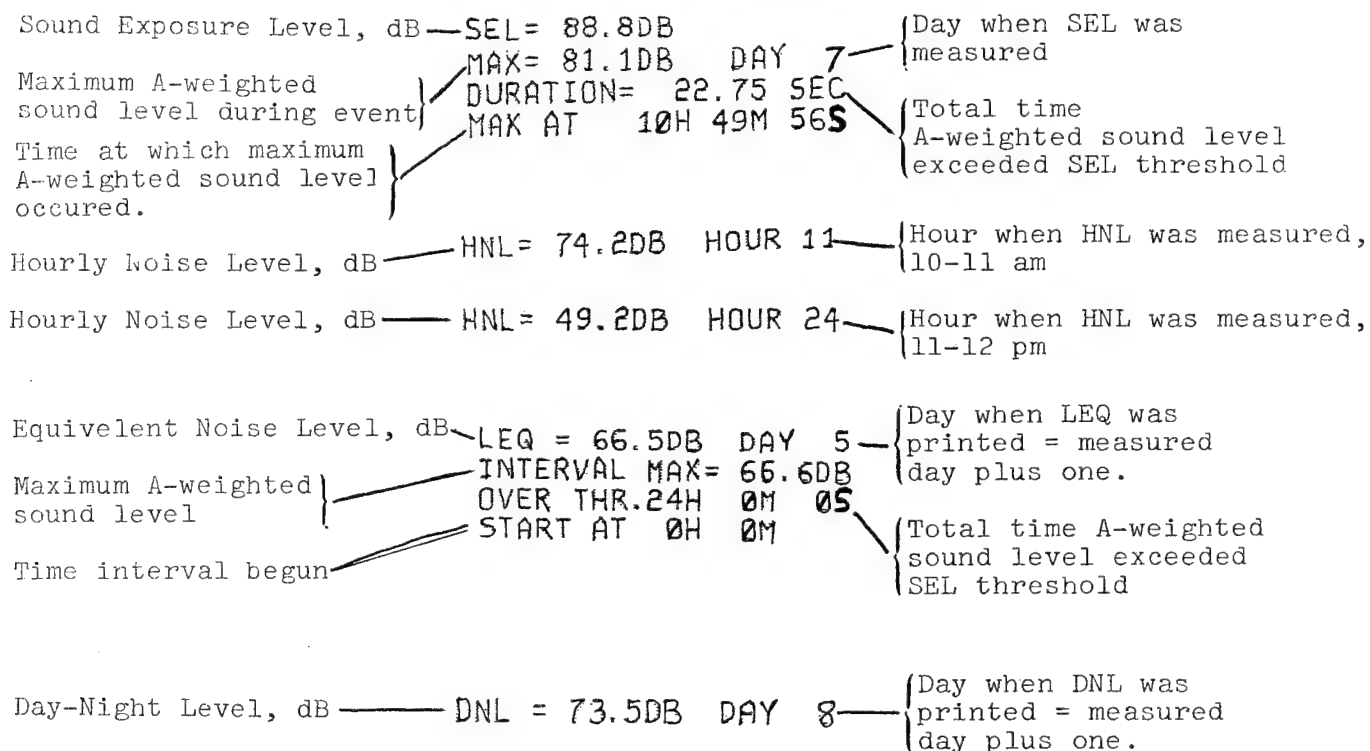 Sound Exposure Level, dB SEL= 88.8DB Day when SEL was
MAX= 81.1DB DAY 7 measured
Maximum A-weighted
sound level during event
DURATION= 22.75 SEC Total time
MAX AT 10H 49M 56S A-weighted sound level
exceeded SEL threshold
Time at which maximum
A-weighted sound level
occured.
Hourly Noise Level, dB HNL= 74.2DB HOUR 11 Hour when HNL was measured,
10-11 am
Hourly Noise Level, dB HNL= 49.2DB HOUR 24 Hour when HNL was measured,
11-12 pm
Equivelent Noise Level, dB LEQ = 66.5DB DAY 5 Day when LEQ was
printed = measured
day plus one.
Maximum A-weighted
sound level
INTERVAL MAX= 66.6DB
OVER THR.24H 0M 0S Total time A-weighted
sound level exceeded
SEL threshold
Time interval begun START AT 0H 0M
Day-Night Level, dB DNL = 73.5DB DAY 8 Day when DNL was
printed = measured
day plus one.